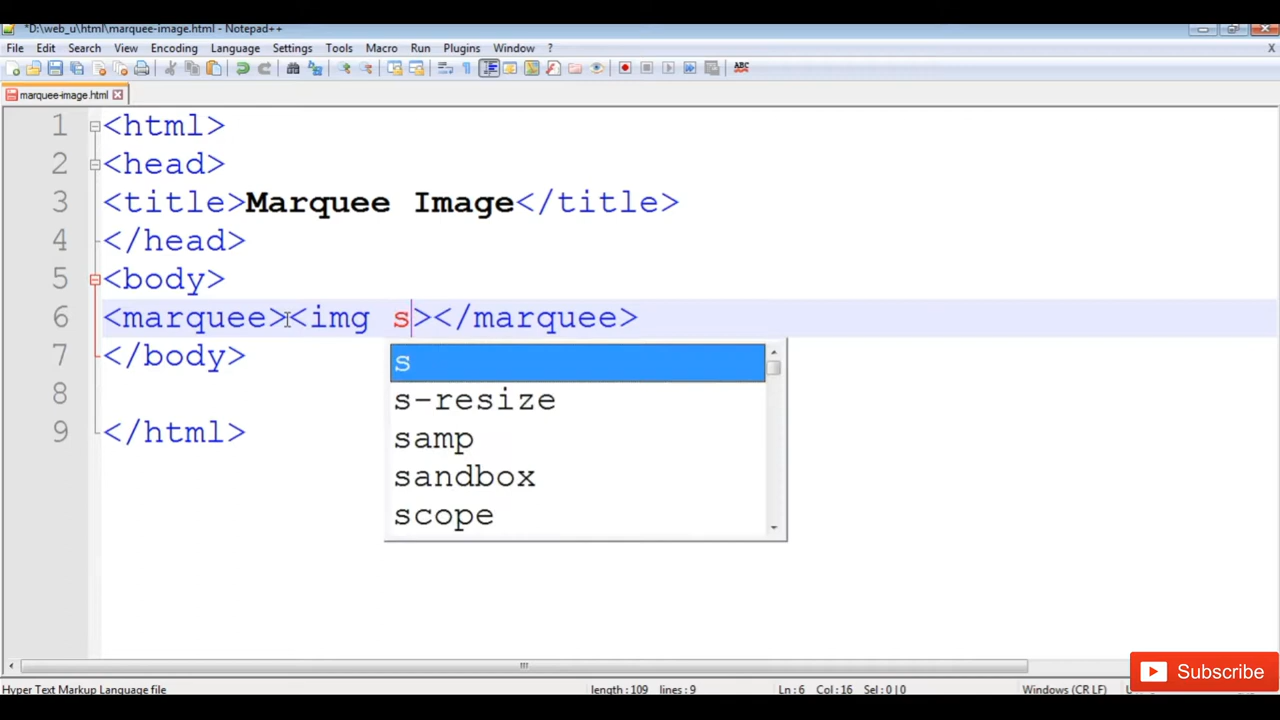 *D:\web_u\html\marquee-image.html - Notepad++
File Edit Search View Encoding Language Settings Tools Macro Run Plugins Window ? X
ABC
marquee-image.html
1 <html>
2 <head>
3 <title>Marquee Image</title>
4 </head>
5 <body>
6 <marquee><img s></marquee>
7 </body>
8
9 </html>
s
s-resize
samp
sandbox
scope
Subscribe
Hyper Text Markup Language file length : 109 lines : 9 Ln : 6 Col : 16 Sel : 0 | 0 Windows (CR LF)